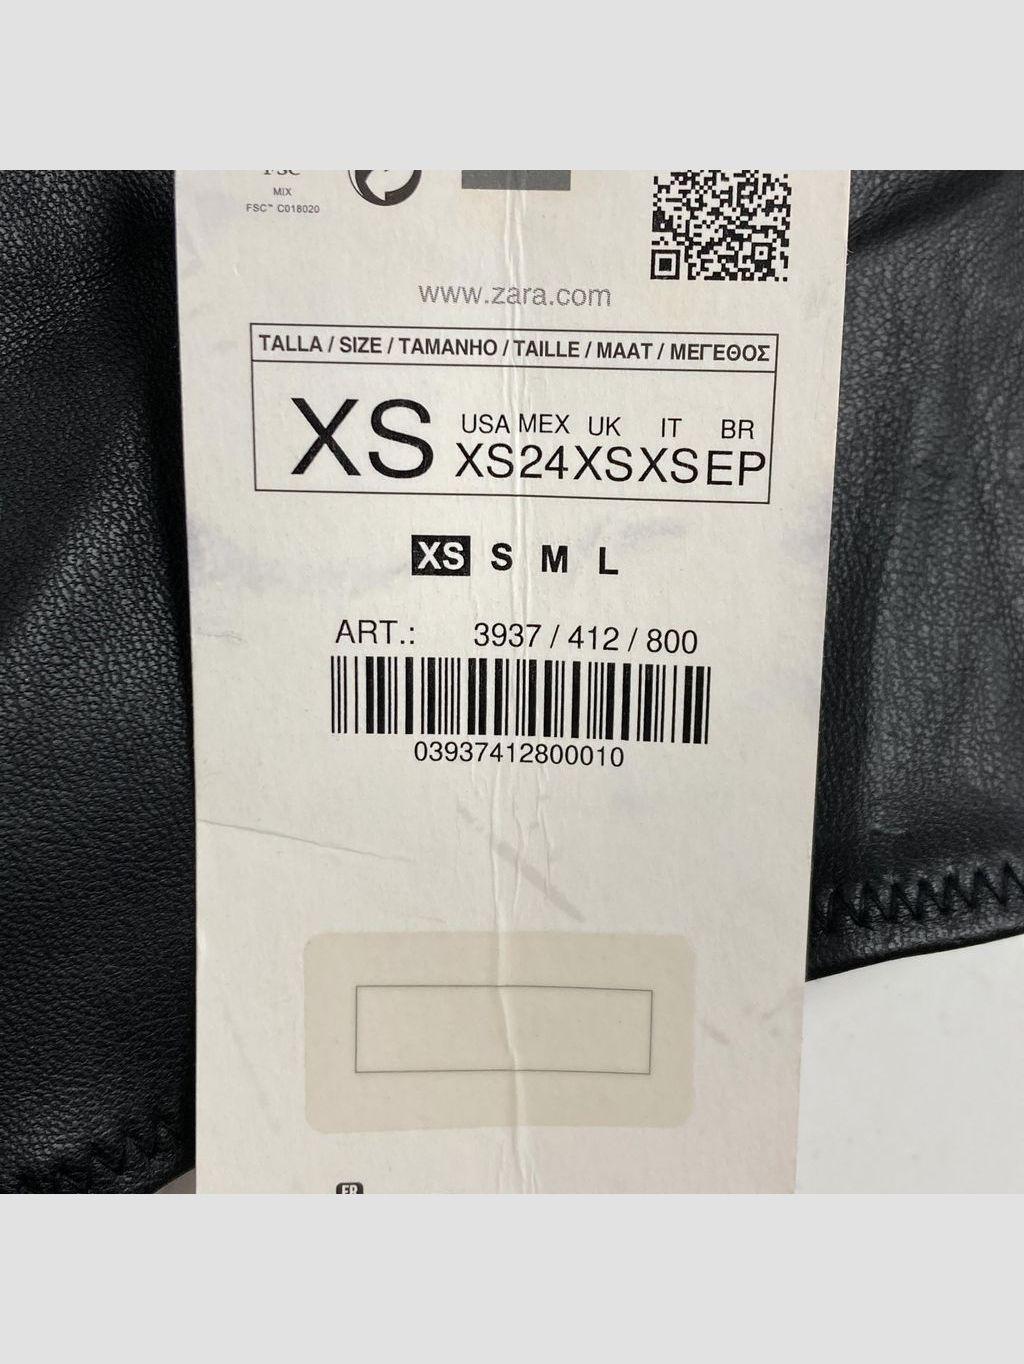 FSC
MIX
FSC™ C018020
www.zara.com
TALLA / SIZE / TAMANHO / TAILLE / MAAT / ΜΕΓΕΘΟΣ
XS
USA MEX UK IT BR
XS 24 XS XS EP
XS S M L
ART.: 3937 / 412 / 800
03937412800010
FR